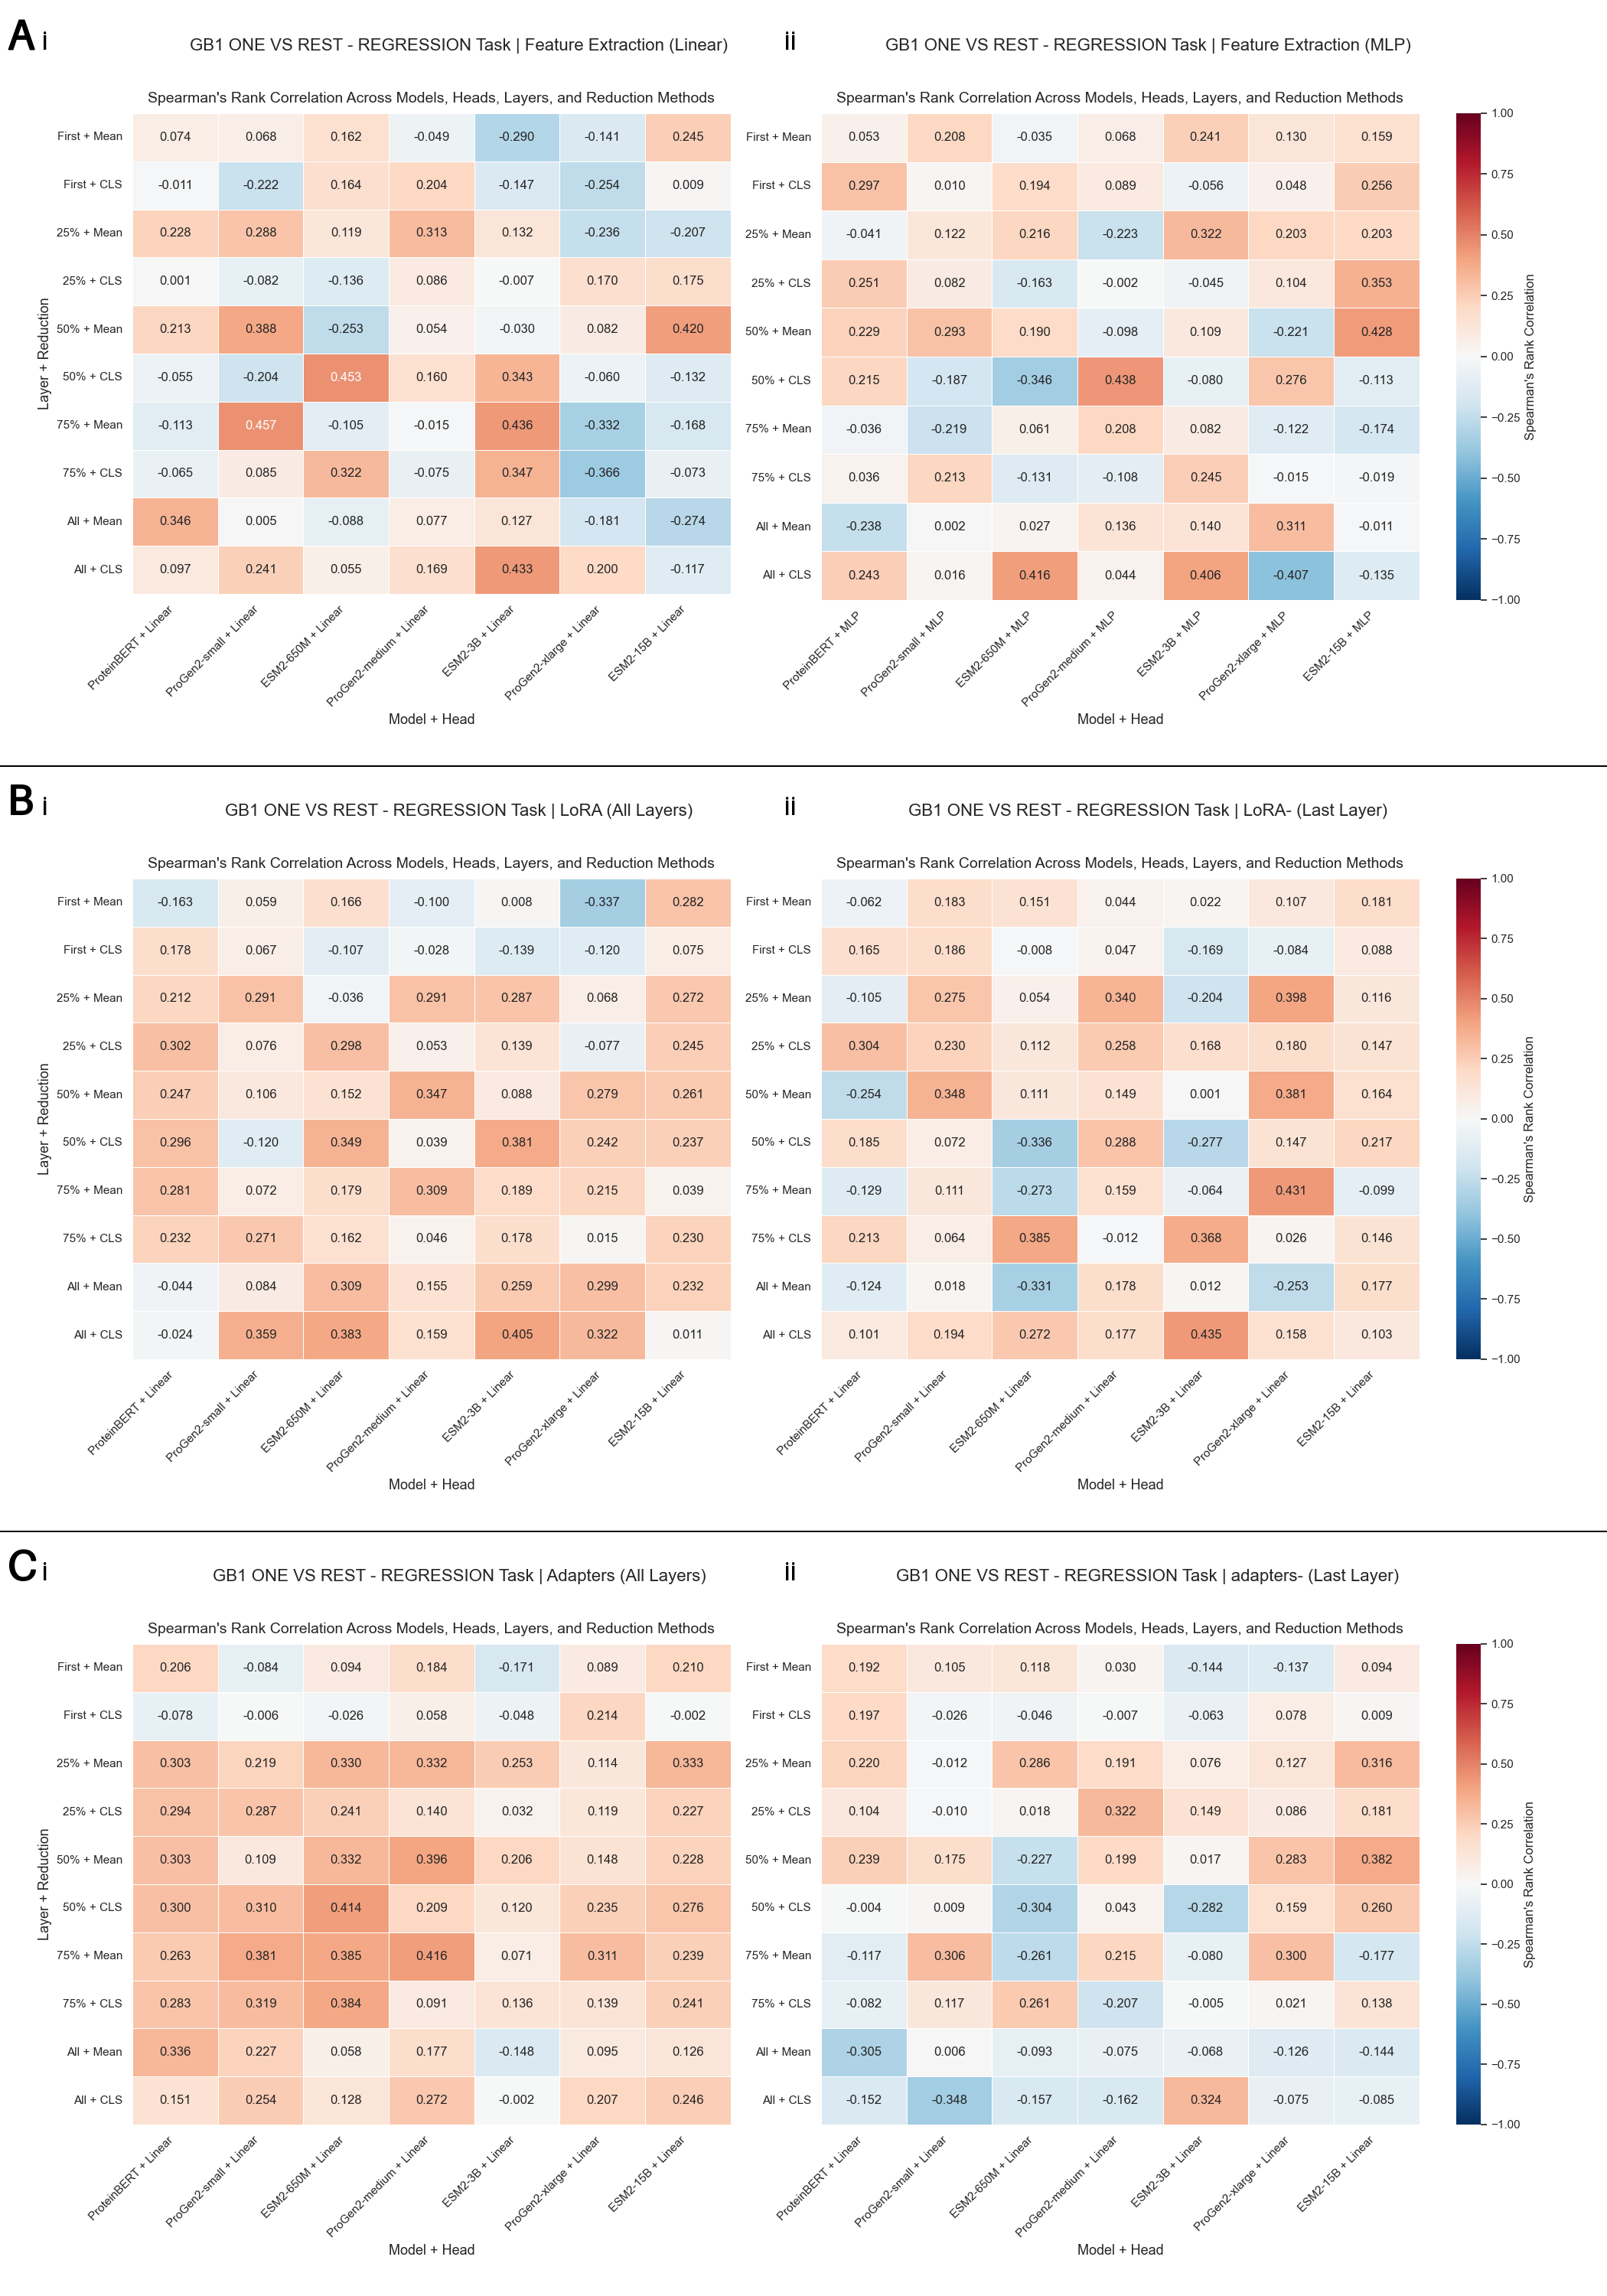 A i
GB1 ONE VS REST - REGRESSION Task | Feature Extraction (Linear)
Spearman's Rank Correlation Across Models, Heads, Layers, and Reduction Methods
Layer + Reduction
First + Mean 0.074 0.068 0.162 -0.049 -0.290 -0.141 0.245
First + CLS -0.011 -0.222 0.164 0.204 -0.147 -0.254 0.009
25% + Mean 0.228 0.288 0.119 0.313 0.132 -0.236 -0.207
25% + CLS 0.001 -0.082 -0.136 0.086 -0.007 0.170 0.175
50% + Mean 0.213 0.388 -0.253 0.054 -0.030 0.082 0.420
50% + CLS -0.055 -0.204 0.453 0.160 0.343 -0.060 -0.132
75% + Mean -0.113 0.457 -0.105 -0.015 0.436 -0.332 -0.168
75% + CLS -0.065 0.085 0.322 -0.075 0.347 -0.366 -0.073
All + Mean 0.346 0.005 -0.088 0.077 0.127 -0.181 -0.274
All + CLS 0.097 0.241 0.055 0.169 0.433 0.200 -0.117
ProteinBERT + Linear
ProGen2-small + Linear
ESM2-650M + Linear
ProGen2-medium + Linear
ESM2-3B + Linear
ProGen2-xlarge + Linear
ESM2-15B + Linear
Model + Head
ii
GB1 ONE VS REST - REGRESSION Task | Feature Extraction (MLP)
Spearman's Rank Correlation Across Models, Heads, Layers, and Reduction Methods
First + Mean 0.053 0.208 -0.035 0.068 0.241 0.130 0.159
First + CLS 0.297 0.010 0.194 0.089 -0.056 0.048 0.256
25% + Mean -0.041 0.122 0.216 -0.223 0.322 0.203 0.203
25% + CLS 0.251 0.082 -0.163 -0.002 -0.045 0.104 0.353
50% + Mean 0.229 0.293 0.190 -0.098 0.109 -0.221 0.428
50% + CLS 0.215 -0.187 -0.346 0.438 -0.080 0.276 -0.113
75% + Mean -0.036 -0.219 0.061 0.208 0.082 -0.122 -0.174
75% + CLS 0.036 0.213 -0.131 -0.108 0.245 -0.015 -0.019
All + Mean -0.238 0.002 0.027 0.136 0.140 0.311 -0.011
All + CLS 0.243 0.016 0.416 0.044 0.406 -0.407 -0.135
ProteinBERT + MLP
ProGen2-small + MLP
ESM2-650M + MLP
ProGen2-medium + MLP
ESM2-3B + MLP
ProGen2-xlarge + MLP
ESM2-15B + MLP
Model + Head
1.00
0.75
0.50
0.25
0.00
−0.25
−0.50
−0.75
−1.00
Spearman's Rank Correlation
B i
GB1 ONE VS REST - REGRESSION Task | LoRA (All Layers)
Spearman's Rank Correlation Across Models, Heads, Layers, and Reduction Methods
Layer + Reduction
First + Mean -0.163 0.059 0.166 -0.100 0.008 -0.337 0.282
First + CLS 0.178 0.067 -0.107 -0.028 -0.139 -0.120 0.075
25% + Mean 0.212 0.291 -0.036 0.291 0.287 0.068 0.272
25% + CLS 0.302 0.076 0.298 0.053 0.139 -0.077 0.245
50% + Mean 0.247 0.106 0.152 0.347 0.088 0.279 0.261
50% + CLS 0.296 -0.120 0.349 0.039 0.381 0.242 0.237
75% + Mean 0.281 0.072 0.179 0.309 0.189 0.215 0.039
75% + CLS 0.232 0.271 0.162 0.046 0.178 0.015 0.230
All + Mean -0.044 0.084 0.309 0.155 0.259 0.299 0.232
All + CLS -0.024 0.359 0.383 0.159 0.405 0.322 0.011
ProteinBERT + Linear
ProGen2-small + Linear
ESM2-650M + Linear
ProGen2-medium + Linear
ESM2-3B + Linear
ProGen2-xlarge + Linear
ESM2-15B + Linear
Model + Head
ii
GB1 ONE VS REST - REGRESSION Task | LoRA- (Last Layer)
Spearman's Rank Correlation Across Models, Heads, Layers, and Reduction Methods
First + Mean -0.062 0.183 0.151 0.044 0.022 0.107 0.181
First + CLS 0.165 0.186 -0.008 0.047 -0.169 -0.084 0.088
25% + Mean -0.105 0.275 0.054 0.340 -0.204 0.398 0.116
25% + CLS 0.304 0.230 0.112 0.258 0.168 0.180 0.147
50% + Mean -0.254 0.348 0.111 0.149 0.001 0.381 0.164
50% + CLS 0.185 0.072 -0.336 0.288 -0.277 0.147 0.217
75% + Mean -0.129 0.111 -0.273 0.159 -0.064 0.431 -0.099
75% + CLS 0.213 0.064 0.385 -0.012 0.368 0.026 0.146
All + Mean -0.124 0.018 -0.331 0.178 0.012 -0.253 0.177
All + CLS 0.101 0.194 0.272 0.177 0.435 0.158 0.103
ProteinBERT + Linear
ProGen2-small + Linear
ESM2-650M + Linear
ProGen2-medium + Linear
ESM2-3B + Linear
ProGen2-xlarge + Linear
ESM2-15B + Linear
Model + Head
1.00
0.75
0.50
0.25
0.00
−0.25
−0.50
−0.75
−1.00
Spearman's Rank Correlation
C i
GB1 ONE VS REST - REGRESSION Task | Adapters (All Layers)
Spearman's Rank Correlation Across Models, Heads, Layers, and Reduction Methods
Layer + Reduction
First + Mean 0.206 -0.084 0.094 0.184 -0.171 0.089 0.210
First + CLS -0.078 -0.006 -0.026 0.058 -0.048 0.214 -0.002
25% + Mean 0.303 0.219 0.330 0.332 0.253 0.114 0.333
25% + CLS 0.294 0.287 0.241 0.140 0.032 0.119 0.227
50% + Mean 0.303 0.109 0.332 0.396 0.206 0.148 0.228
50% + CLS 0.300 0.310 0.414 0.209 0.120 0.235 0.276
75% + Mean 0.263 0.381 0.385 0.416 0.071 0.311 0.239
75% + CLS 0.283 0.319 0.384 0.091 0.136 0.139 0.241
All + Mean 0.336 0.227 0.058 0.177 -0.148 0.095 0.126
All + CLS 0.151 0.254 0.128 0.272 -0.002 0.207 0.246
ProteinBERT + Linear
ProGen2-small + Linear
ESM2-650M + Linear
ProGen2-medium + Linear
ESM2-3B + Linear
ProGen2-xlarge + Linear
ESM2-15B + Linear
Model + Head
ii
GB1 ONE VS REST - REGRESSION Task | adapters- (Last Layer)
Spearman's Rank Correlation Across Models, Heads, Layers, and Reduction Methods
First + Mean 0.192 0.105 0.118 0.030 -0.144 -0.137 0.094
First + CLS 0.197 -0.026 -0.046 -0.007 -0.063 0.078 0.009
25% + Mean 0.220 -0.012 0.286 0.191 0.076 0.127 0.316
25% + CLS 0.104 -0.010 0.018 0.322 0.149 0.086 0.181
50% + Mean 0.239 0.175 -0.227 0.199 0.017 0.283 0.382
50% + CLS -0.004 0.009 -0.304 0.043 -0.282 0.159 0.260
75% + Mean -0.117 0.306 -0.261 0.215 -0.080 0.300 -0.177
75% + CLS -0.082 0.117 0.261 -0.207 -0.005 0.021 0.138
All + Mean -0.305 0.006 -0.093 -0.075 -0.068 -0.126 -0.144
All + CLS -0.152 -0.348 -0.157 -0.162 0.324 -0.075 -0.085
ProteinBERT + Linear
ProGen2-small + Linear
ESM2-650M + Linear
ProGen2-medium + Linear
ESM2-3B + Linear
ProGen2-xlarge + Linear
ESM2-15B + Linear
Model + Head
1.00
0.75
0.50
0.25
0.00
−0.25
−0.50
−0.75
−1.00
Spearman's Rank Correlation